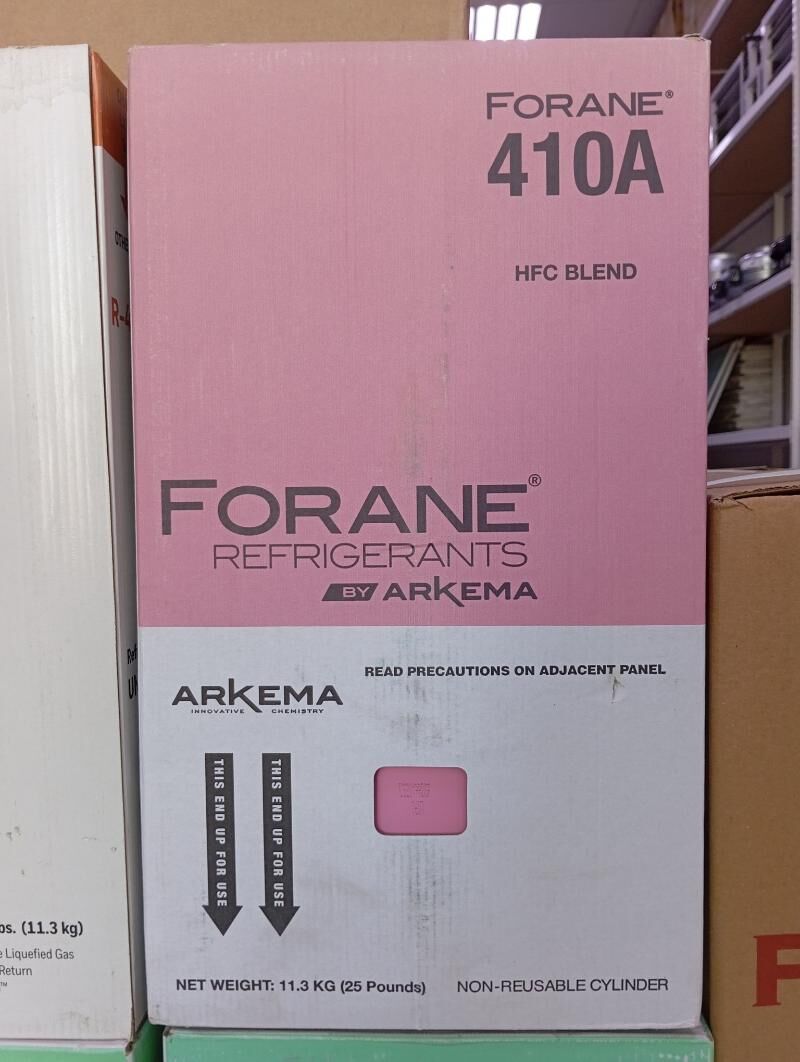 FORANE®
410A
HFC BLEND
FORANE®
REFRIGERANTS
BY ARKEMA
READ PRECAUTIONS ON ADJACENT PANEL
ARKEMA
INNOVATIVE CHEMISTRY
THIS END UP FOR USE
THIS END UP FOR USE
NET WEIGHT: 11.3 KG (25 Pounds)
NON-REUSABLE CYLINDER
(11.3 kg)
Liquefied Gas
Return